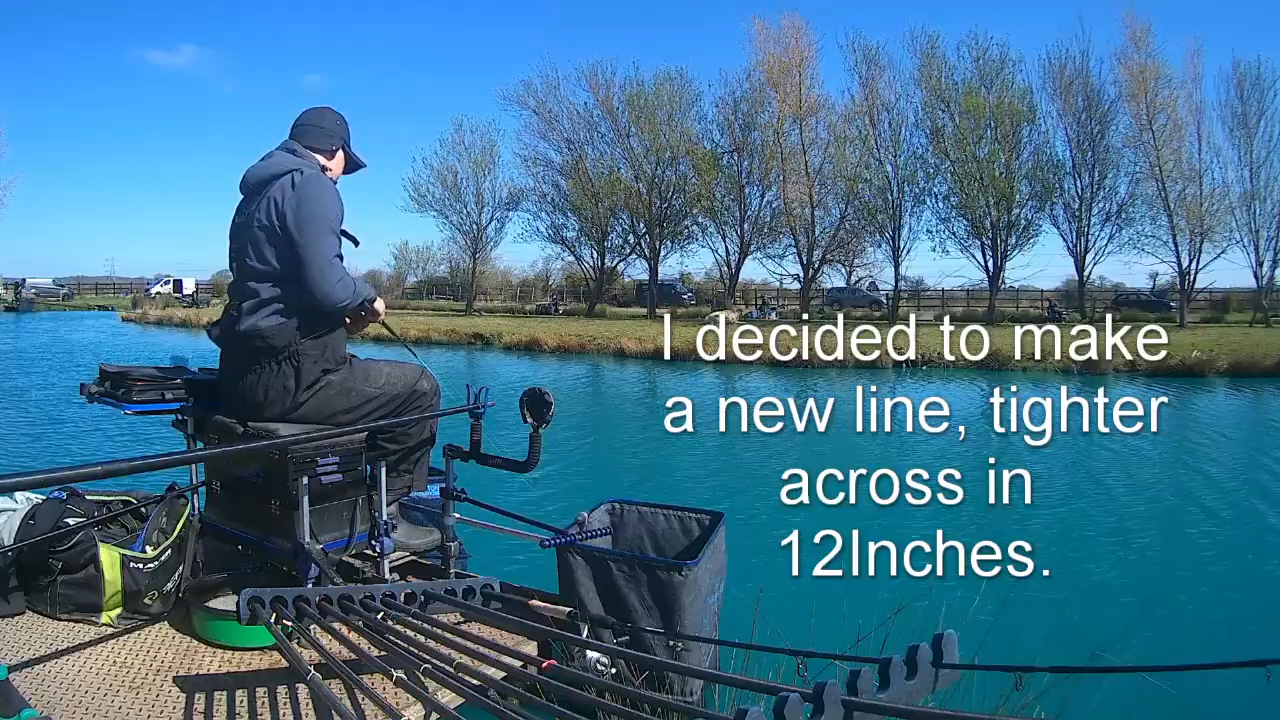 I decided to make
a new line, tighter
across in
12Inches.